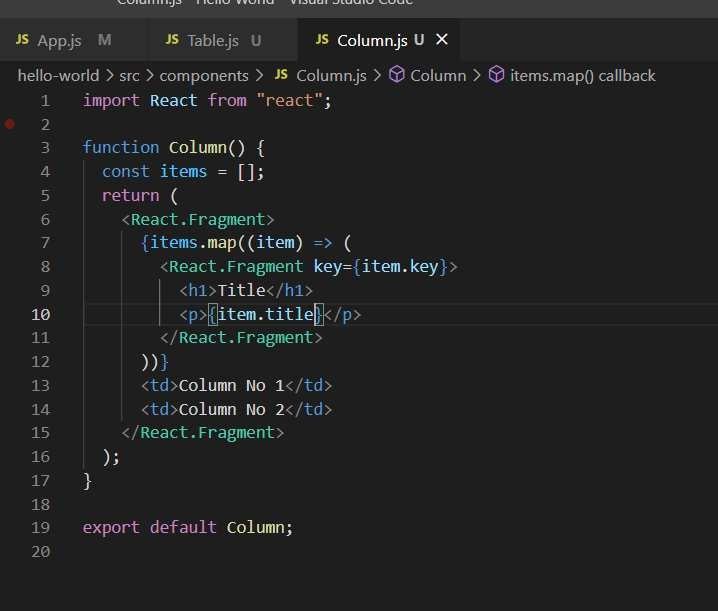 Column.js - Hello World - Visual Studio Code
JS App.js M JS Table.js U JS Column.js U ✕
hello-world > src > components > JS Column.js > Column > items.map() callback
1 import React from "react";
2
3 function Column() {
4 const items = [];
5 return (
6 <React.Fragment>
7 {items.map((item) => (
8 <React.Fragment key={item.key}>
9 <h1>Title</h1>
10 <p>{item.title}</p>
11 </React.Fragment>
12 ))}
13 <td>Column No 1</td>
14 <td>Column No 2</td>
15 </React.Fragment>
16 );
17 }
18
19 export default Column;
20